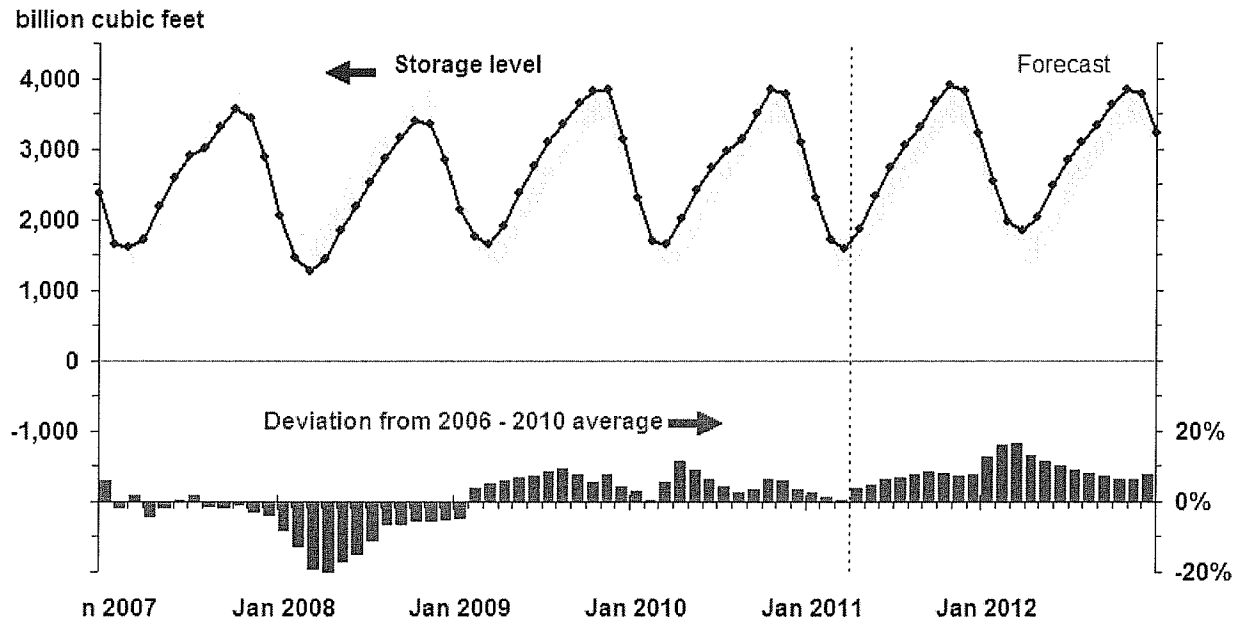 billion cubic feet
4,000
Storage level
Forecast
3,000
2,000
1,000
0
Deviation from 2006 - 2010 average
-1,000
20%
0%
-20%
n 2007
Jan 2008
Jan 2009
Jan 2010
Jan 2011
Jan 2012